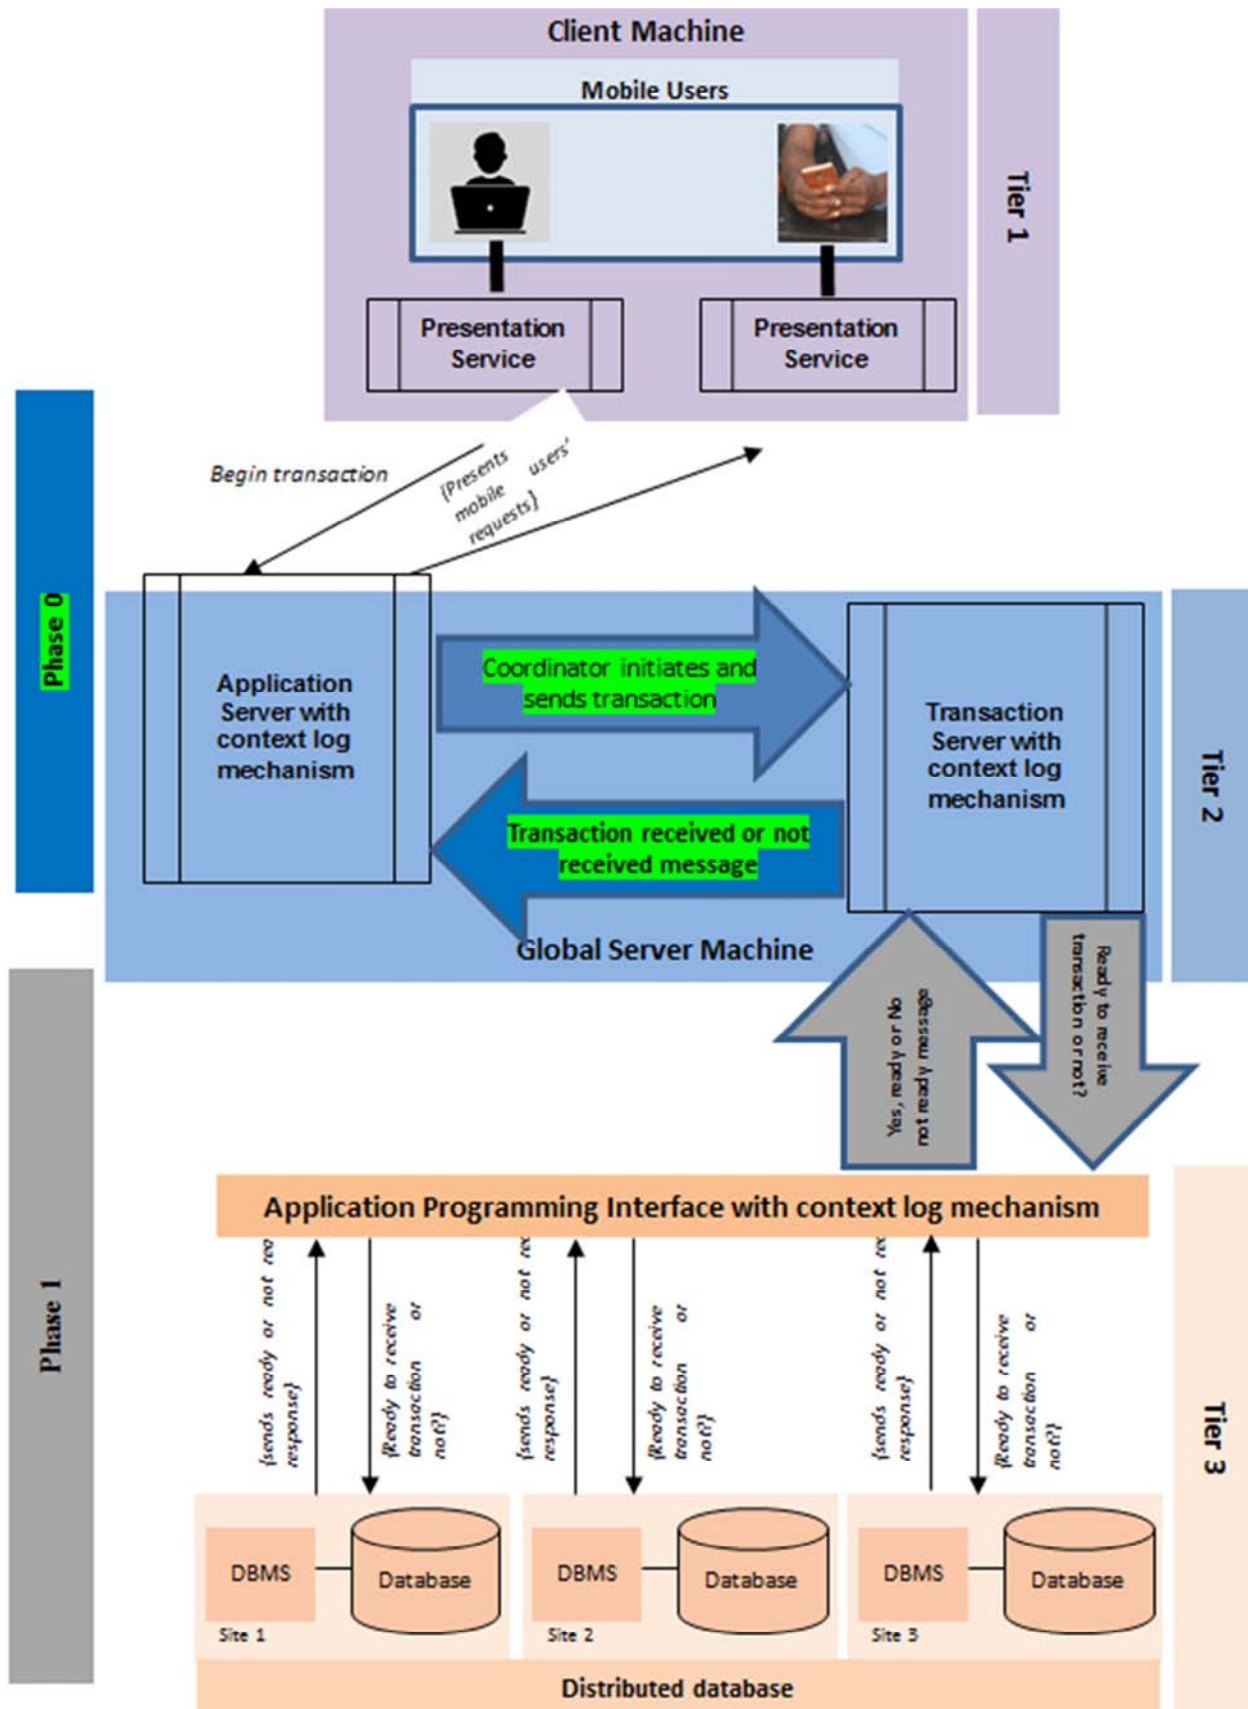 Client Machine
Mobile Users
Tier 1
Presentation
Service
Presentation
Service
Begin transaction
{Presents
mobile users'
requests}
Phase 0
Application
Server with
context log
mechanism
Coordinator initiates and
sends transaction
Transaction
Server with
context log
mechanism
Tier 2
Transaction received or not
received message
Global Server Machine
Yes, ready or No
not ready message
Ready to receive
transaction or not?
Phase 1
Application Programming Interface with context log mechanism
{sends ready or not
response}
{Ready to receive
transaction or
not?}
{sends ready or not
response}
{Ready to receive
transaction or
not?}
{sends ready or not
response}
{Ready to receive
transaction or
not?}
Tier 3
DBMS
Database
Site 1
DBMS
Database
Site 2
DBMS
Database
Site 3
Distributed database